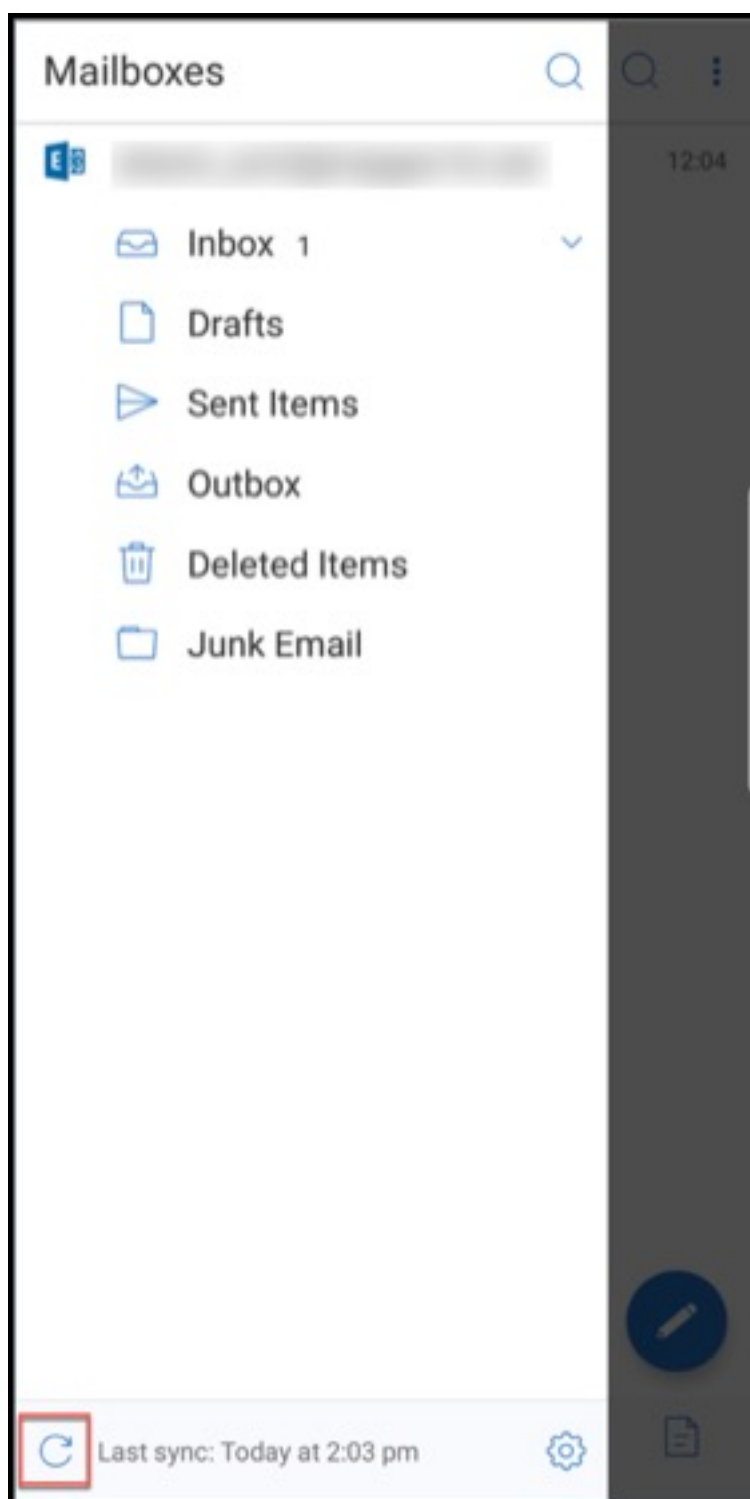 Mailboxes
12:04
Inbox 1
Drafts
Sent Items
Outbox
Deleted Items
Junk Email
Last sync: Today at 2:03 pm